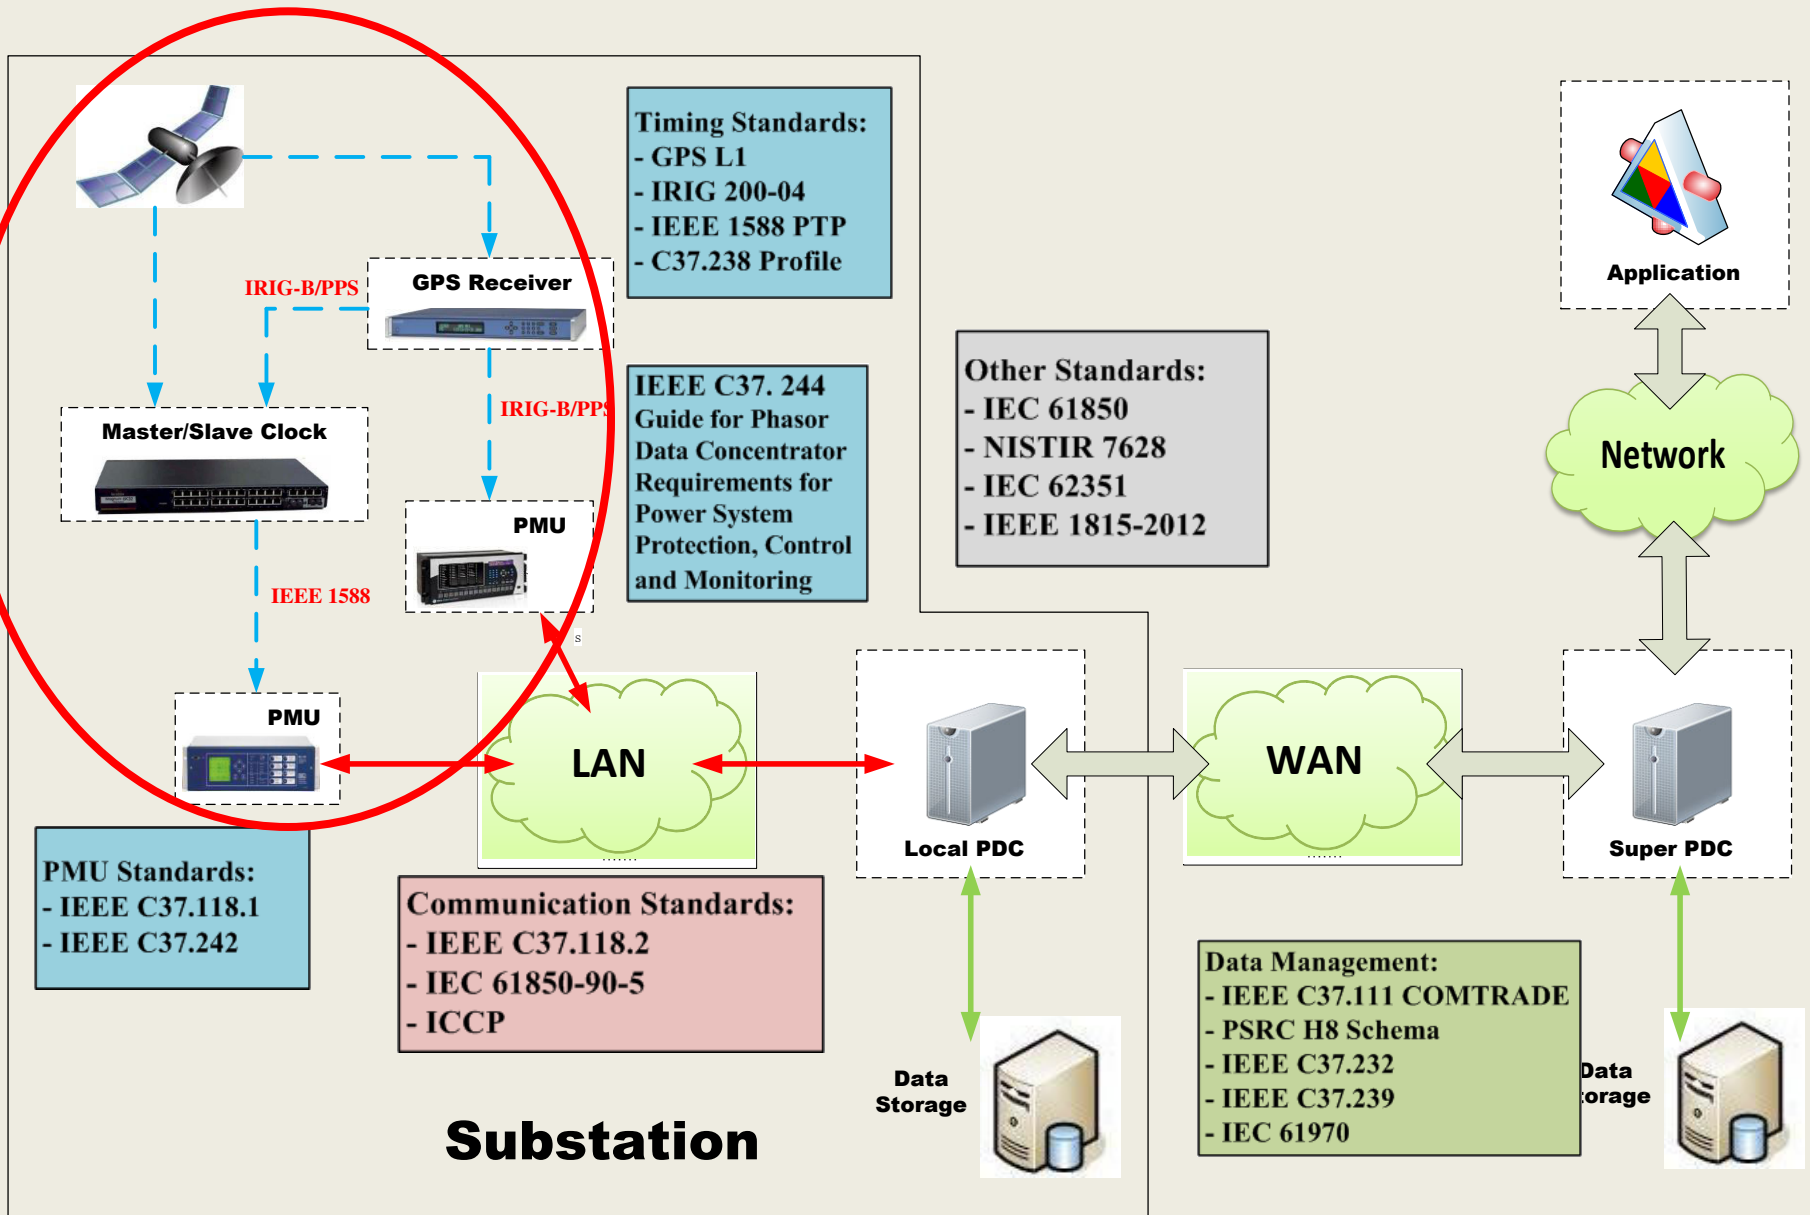 Timing Standards:
- GPS L1
- IRIG 200-04
- IEEE 1588 PTP
- C37.238 Profile
GPS Receiver
IRIG-B/PPS
IRIG-B/PPS
Master/Slave Clock
IEEE 1588
PMU
PMU
IEEE C37. 244
Guide for Phasor
Data Concentrator
Requirements for
Power System
Protection, Control
and Monitoring
Other Standards:
- IEC 61850
- NISTIR 7628
- IEC 62351
- IEEE 1815-2012
Application
Network
s
LAN
Local PDC
WAN
Super PDC
PMU Standards:
- IEEE C37.118.1
- IEEE C37.242
Communication Standards:
- IEEE C37.118.2
- IEC 61850-90-5
- ICCP
Data Management:
- IEEE C37.111 COMTRADE
- PSRC H8 Schema
- IEEE C37.232
- IEEE C37.239
- IEC 61970
Data
Storage
Data
torage
Substation